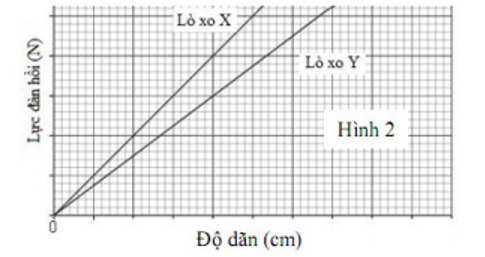 Lò xo X
Lò xo Y
Lực đàn hồi (N)
Hình 2
0
Độ dãn (cm)